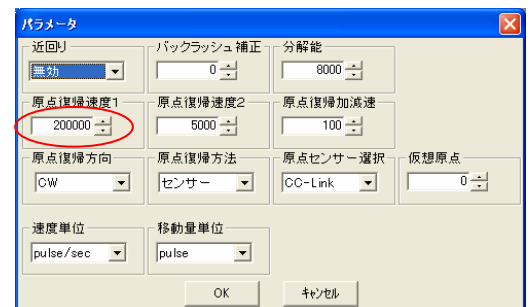 パラメータ
近回り バックラッシュ補正 分解能
無効 0 8000
原点復帰速度1 原点復帰速度2 原点復帰加減速
200000 5000 100
原点復帰方向 原点復帰方法 原点センサー選択 仮想原点
CW センサー CC-Link 0
速度単位 移動量単位
pulse/sec pulse
OK キャンセル